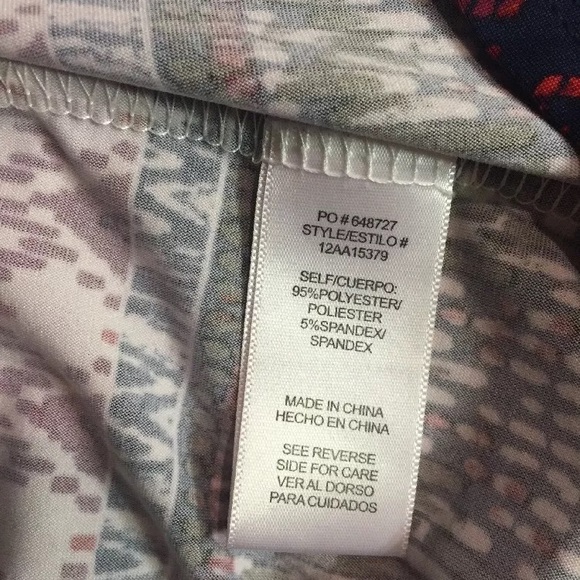 PO # 648727
STYLE/ESTILO #
12AA15379
SELF/CUERPO:
95%POLYESTER/
POLIESTER
5%SPANDEX/
SPANDEX
MADE IN CHINA
HECHO EN CHINA
SEE REVERSE
SIDE FOR CARE
VER AL DORSO
PARA CUIDADOS